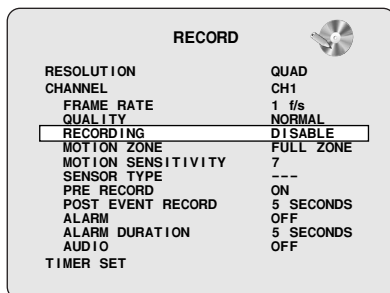 RECORD
RESOLUTION QUAD
CHANNEL CH1
FRAME RATE 1 f/s
QUALITY NORMAL
RECORDING DISABLE
MOTION ZONE FULL ZONE
MOTION SENSITIVITY 7
SENSOR TYPE ---
PRE RECORD ON
POST EVENT RECORD 5 SECONDS
ALARM OFF
ALARM DURATION 5 SECONDS
AUDIO OFF
TIMER SET